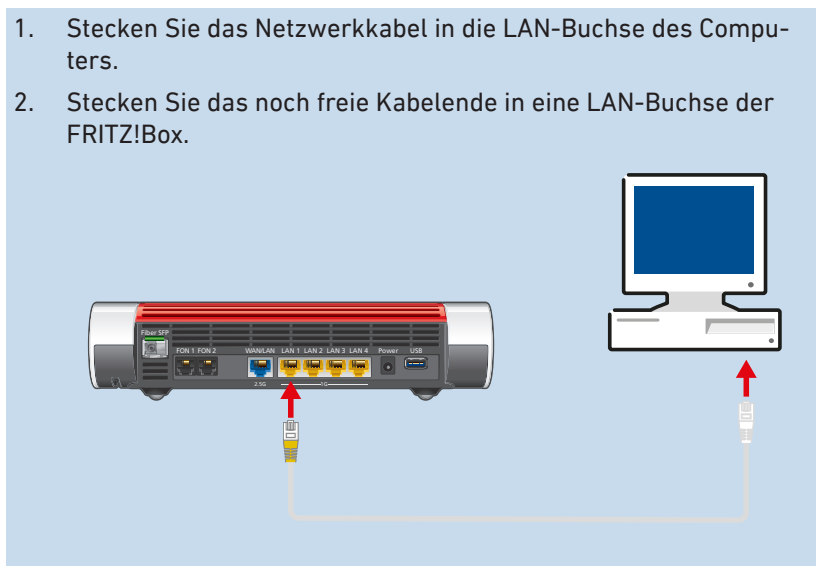 1. Stecken Sie das Netzwerkkabel in die LAN-Buchse des Compu-
ters.
2. Stecken Sie das noch freie Kabelende in eine LAN-Buchse der
FRITZ!Box.
Fiber SFP
FON 1 FON 2 WAN/LAN LAN 1 LAN 2 LAN 3 LAN 4 Power USB
2.5G 1G